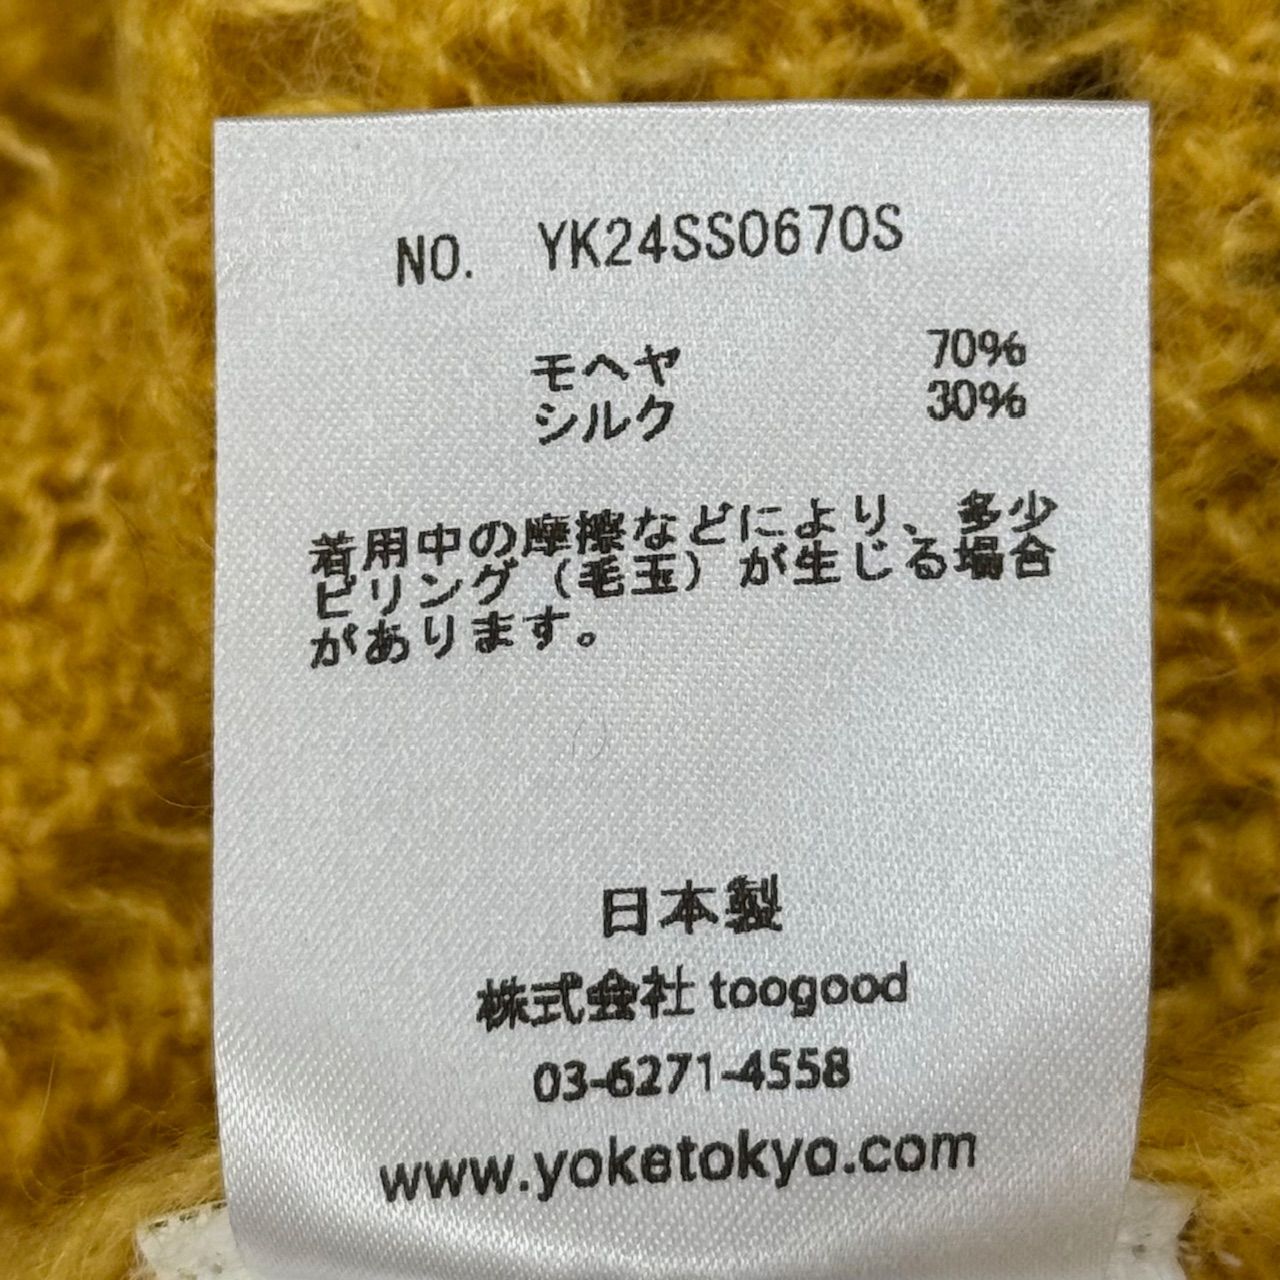 NO. YK24SS0670S
モヘヤ 70%
シルク 30%
着用中の摩擦などにより、多少
ピリング（毛玉）が生じる場合
があります。
日本製
株式会社 toogood
03-6271-4558
www.yoketokyo.com